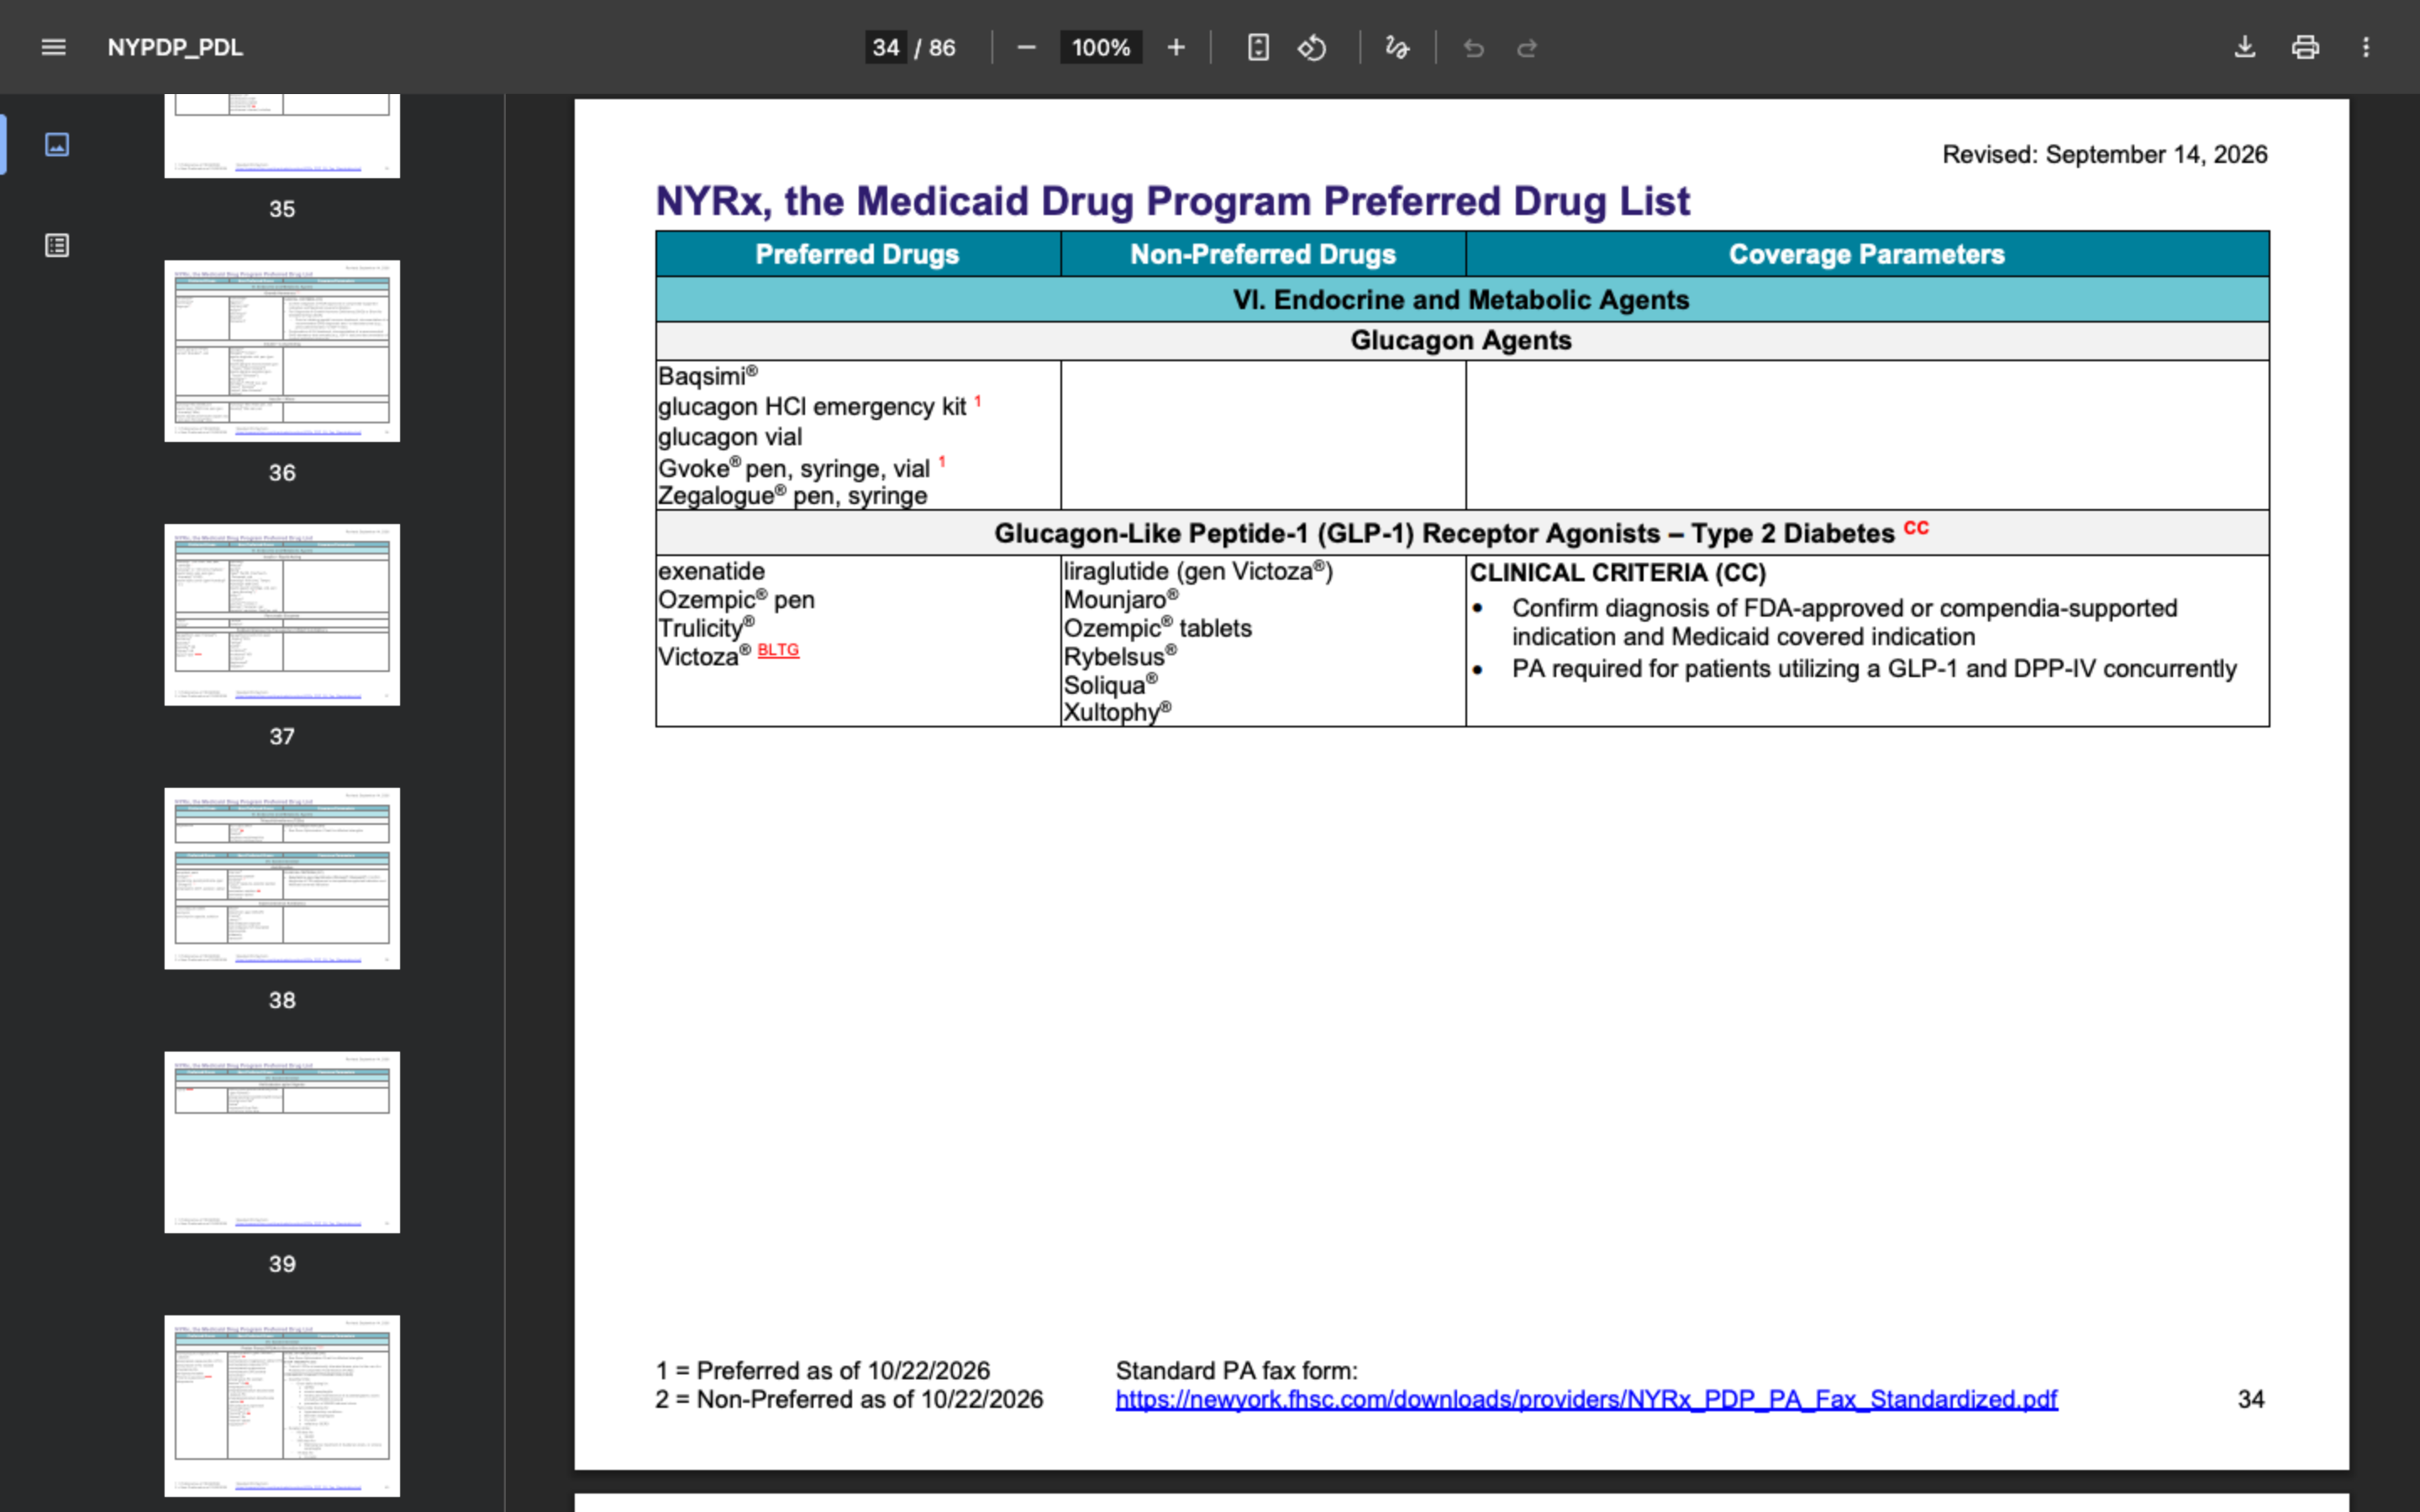 NYPDP_PDL
34 / 86
100%
35
36
37
38
39
Revised: September 14, 2026
NYRx, the Medicaid Drug Program Preferred Drug List
Preferred Drugs
Non-Preferred Drugs
Coverage Parameters
VI. Endocrine and Metabolic Agents
Glucagon Agents
Baqsimi®
glucagon HCl emergency kit 1
glucagon vial
Gvoke® pen, syringe, vial 1
Zegalogue® pen, syringe
Glucagon-Like Peptide-1 (GLP-1) Receptor Agonists – Type 2 Diabetes CC
exenatide
Ozempic® pen
Trulicity®
Victoza® BLTG
liraglutide (gen Victoza®)
Mounjaro®
Ozempic® tablets
Rybelsus®
Soliqua®
Xultophy®
CLINICAL CRITERIA (CC)
• Confirm diagnosis of FDA-approved or compendia-supported
indication and Medicaid covered indication
• PA required for patients utilizing a GLP-1 and DPP-IV concurrently
1 = Preferred as of 10/22/2026
2 = Non-Preferred as of 10/22/2026
Standard PA fax form:
https://newyork.fhsc.com/downloads/providers/NYRx_PDP_PA_Fax_Standardized.pdf
34